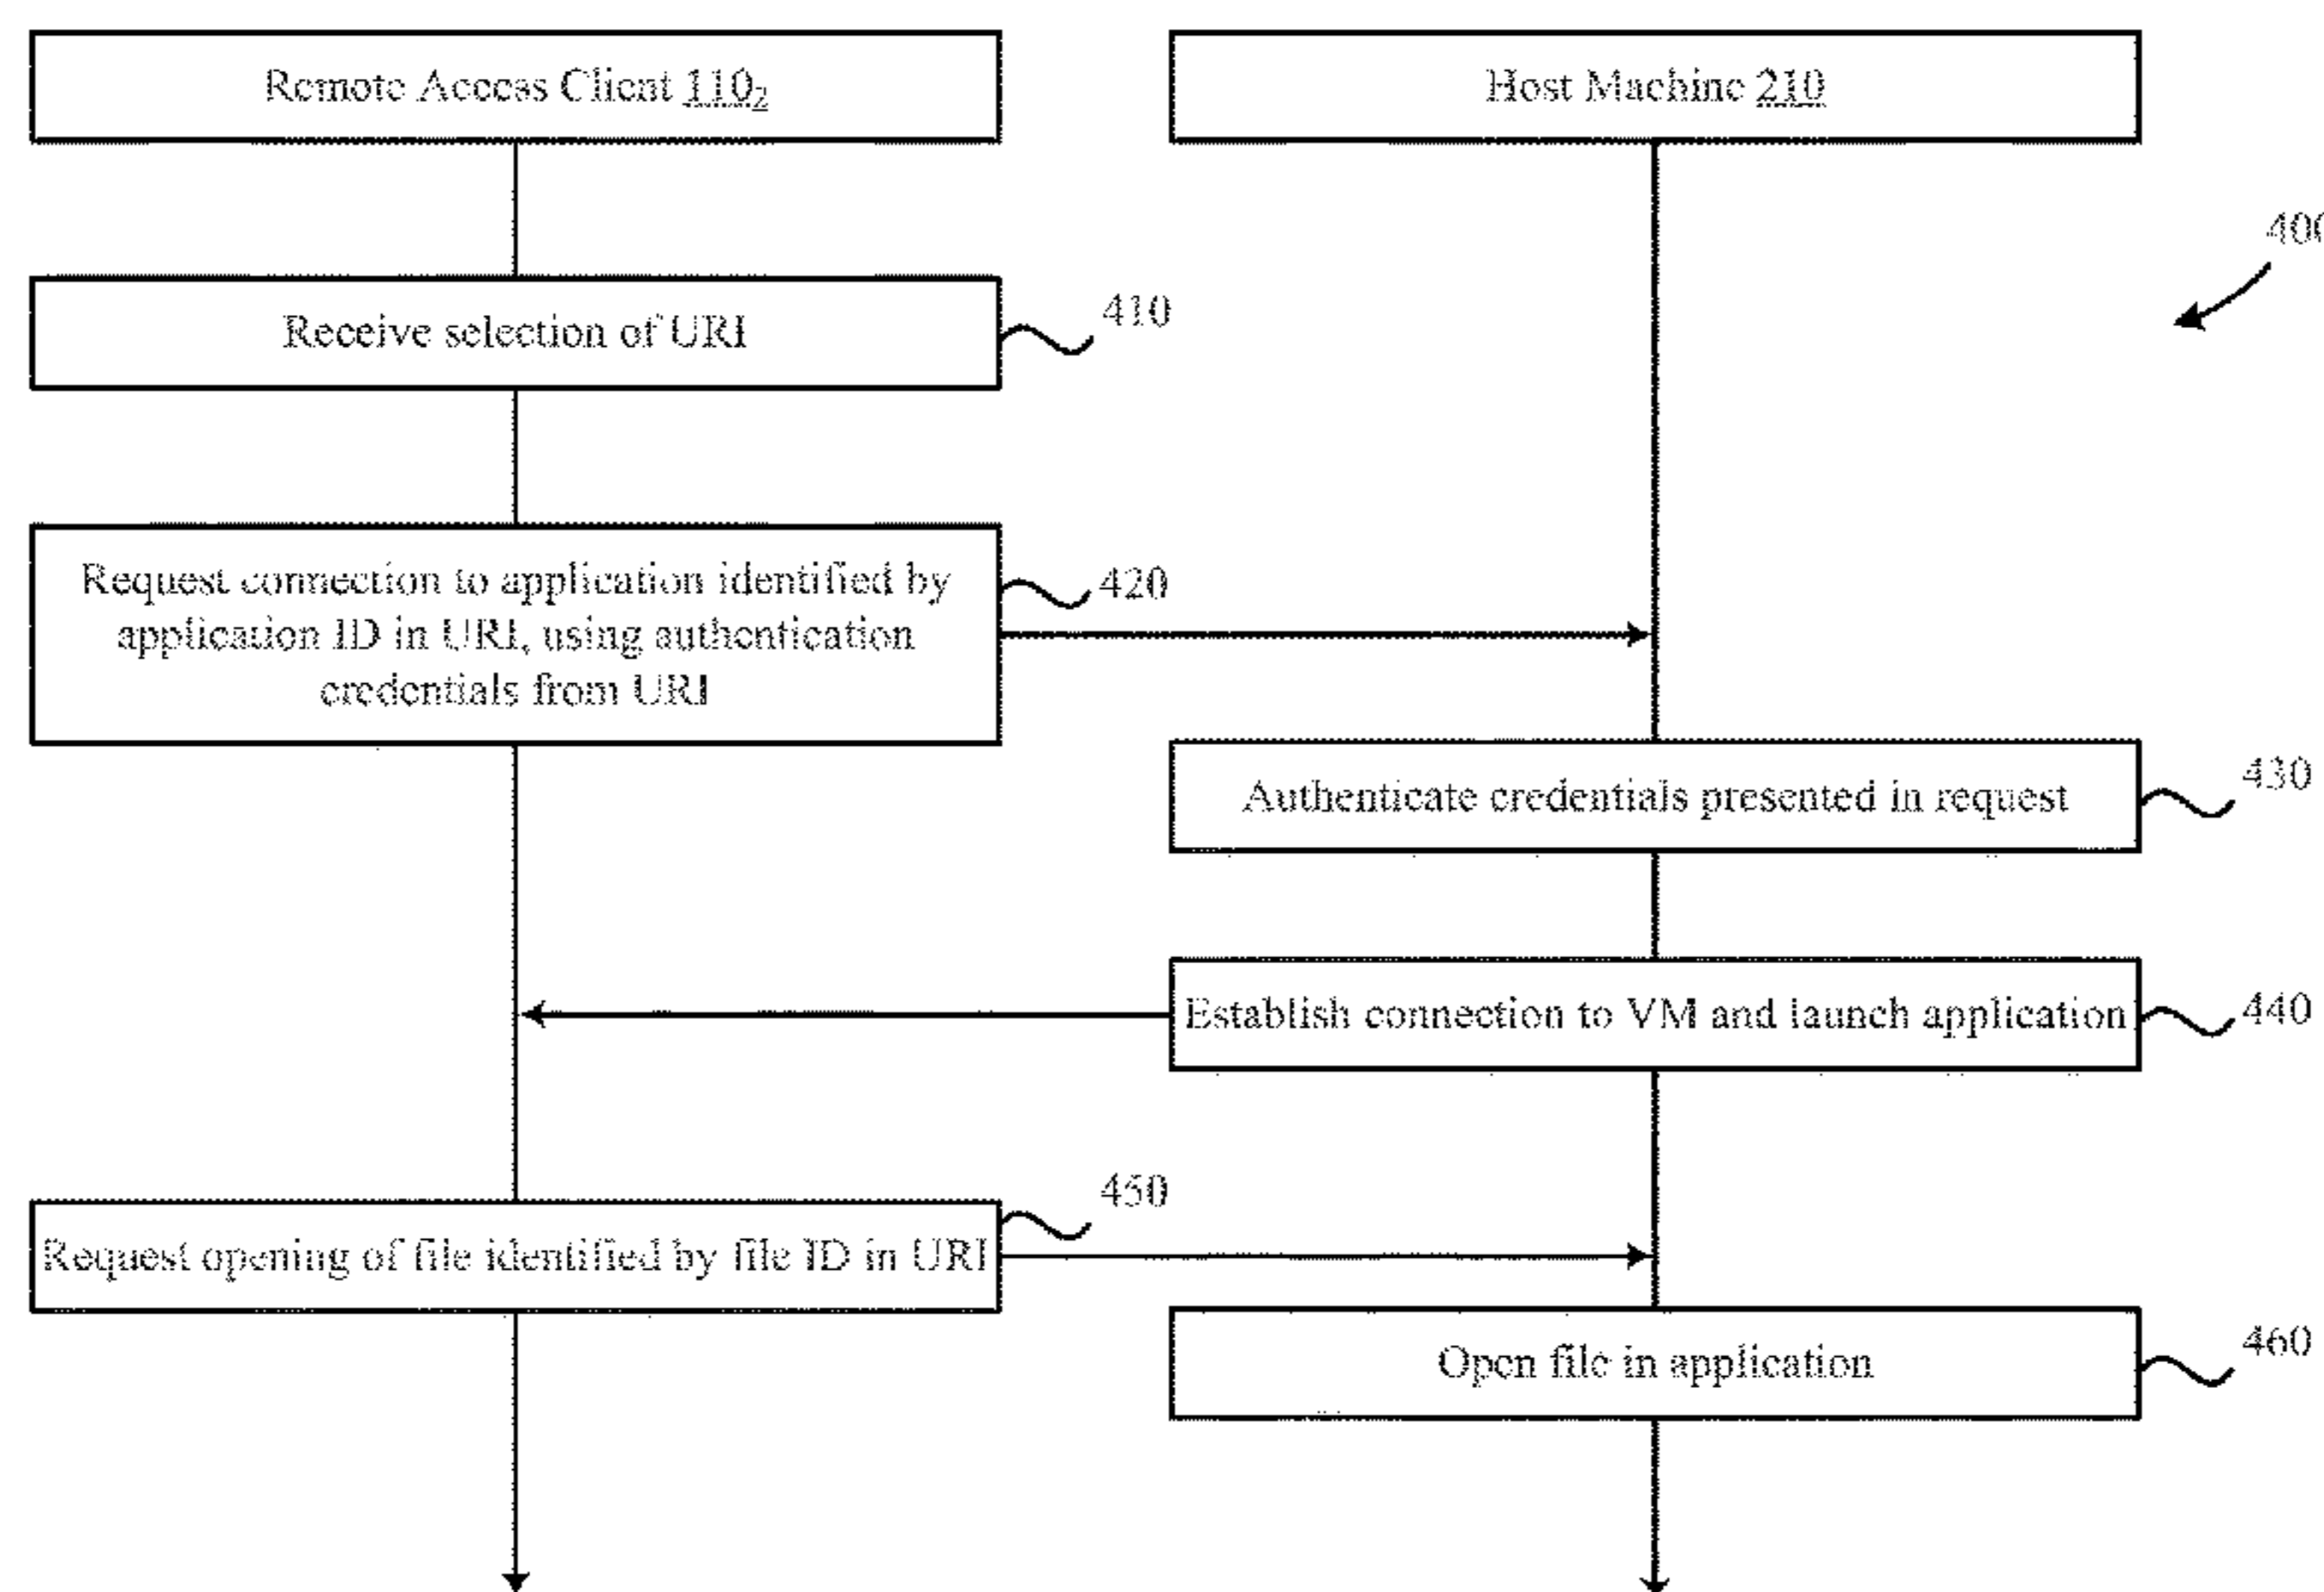 Remote Access Client 110₂
Host Machine 210
400
Receive selection of URI
410
Request connection to application identified by
application ID in URI, using authentication
credentials from URI
420
Authenticate credentials presented in request
430
Establish connection to VM and launch application
440
Request opening of file identified by file ID in URI
450
Open file in application
460